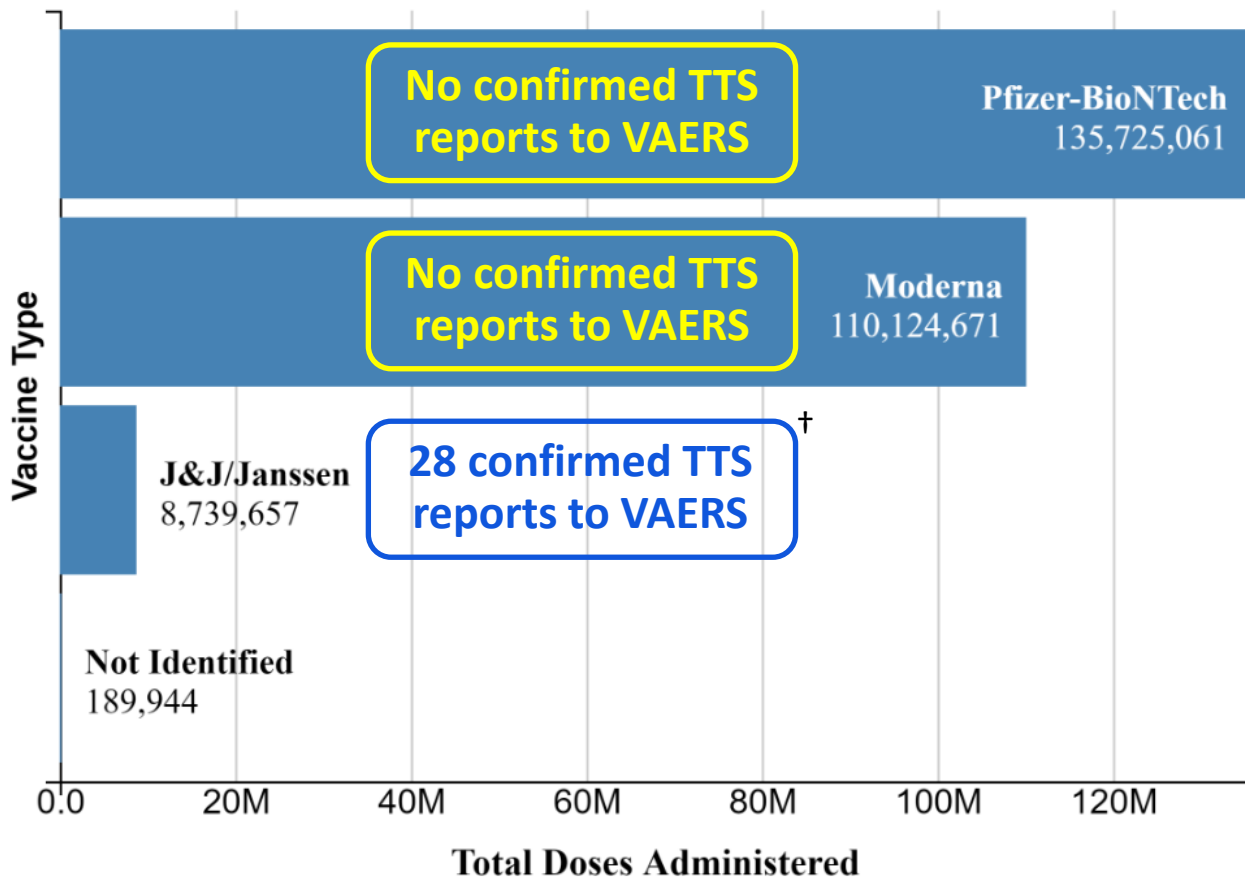 No confirmed TTS
reports to VAERS
Pfizer-BioNTech
135,725,061
No confirmed TTS
reports to VAERS
Moderna
110,124,671
Vaccine Type
J&J/Janssen
8,739,657
28 confirmed TTS
reports to VAERS
†
Not Identified
189,944
0.0 20M 40M 60M 80M 100M 120M
Total Doses Administered